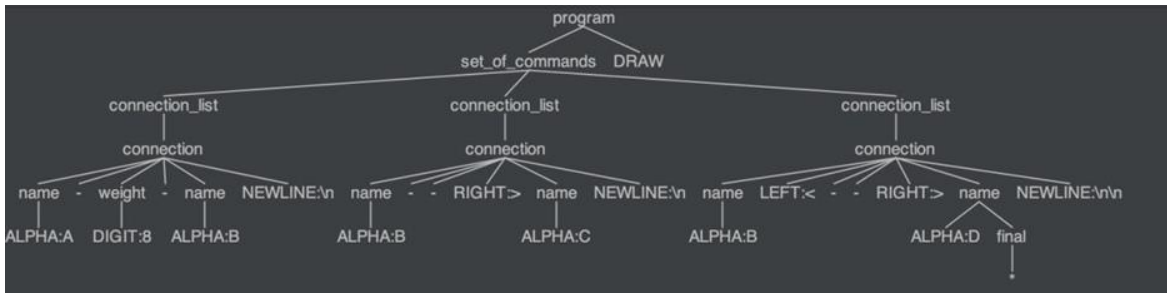 program
set_of_commands DRAW
connection_list connection_list connection_list
connection connection connection
name - weight - name NEWLINE:\n name - - RIGHT:> name NEWLINE:\n name LEFT:< - - RIGHT:> name NEWLINE:\n\n
ALPHA:A DIGIT:8 ALPHA:B ALPHA:B ALPHA:C ALPHA:B ALPHA:D final
*